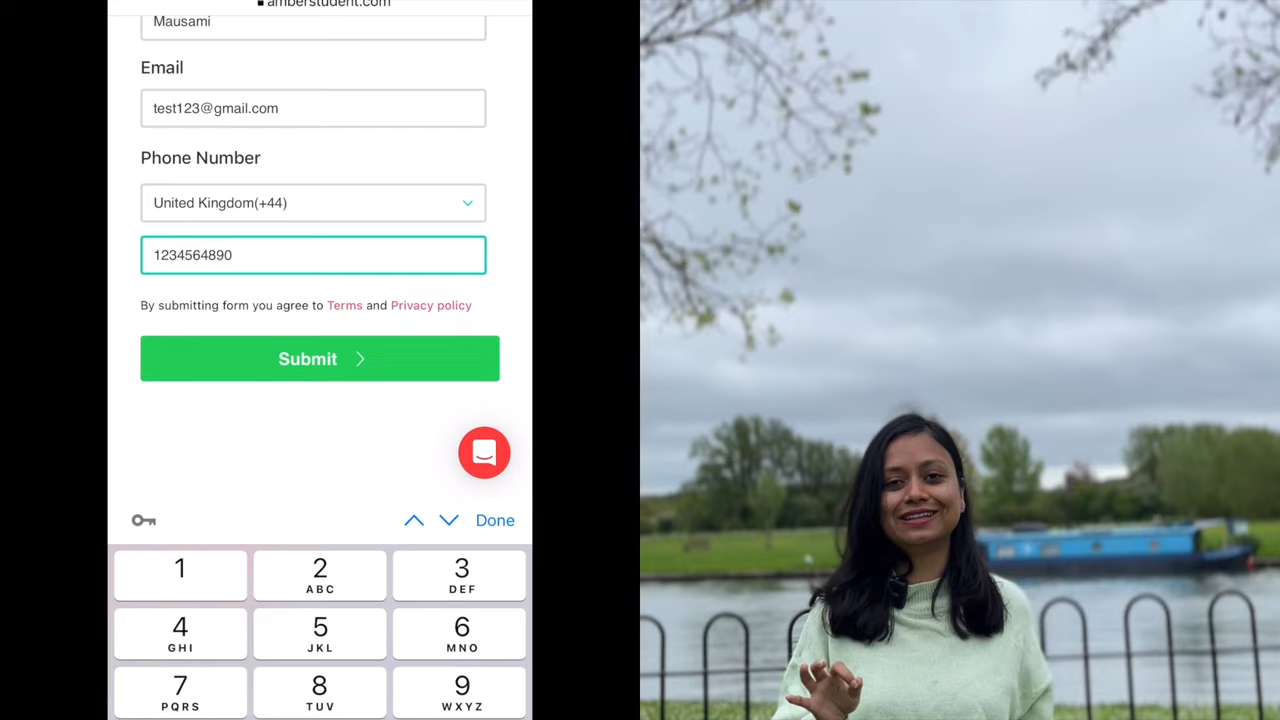 amberstudent.com
Mausami
Email
test123@gmail.com
Phone Number
United Kingdom(+44)
1234564890
By submitting form you agree to Terms and Privacy policy
Submit
Done
1
2
ABC
3
DEF
4
GHI
5
JKL
6
MNO
7
PQRS
8
TUV
9
WXYZ